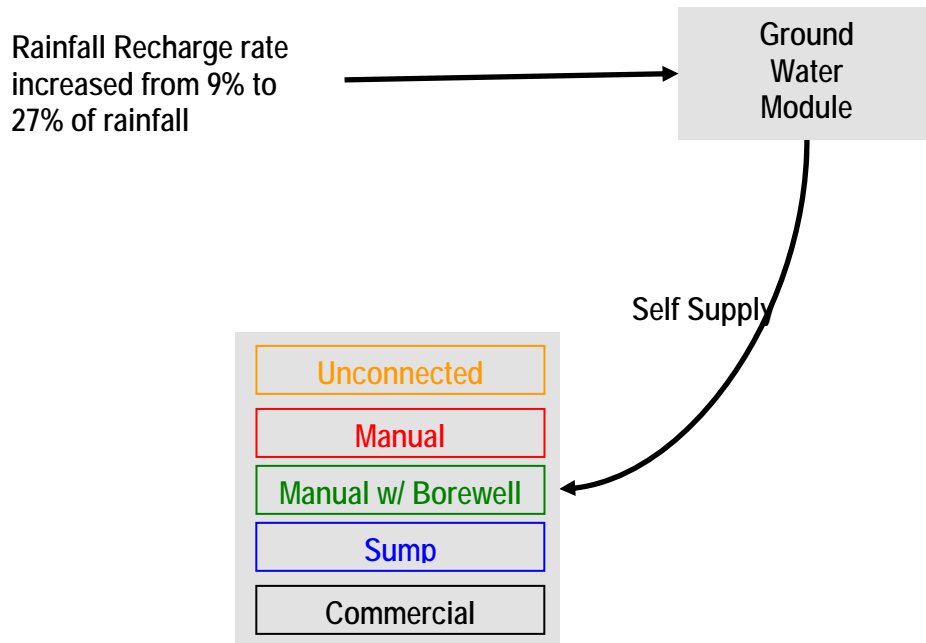 Rainfall Recharge rate
increased from 9% to
27% of rainfall
Ground
Water
Module
Self Supply
Unconnected
Manual
Manual w/ Borewell
Sump
Commercial